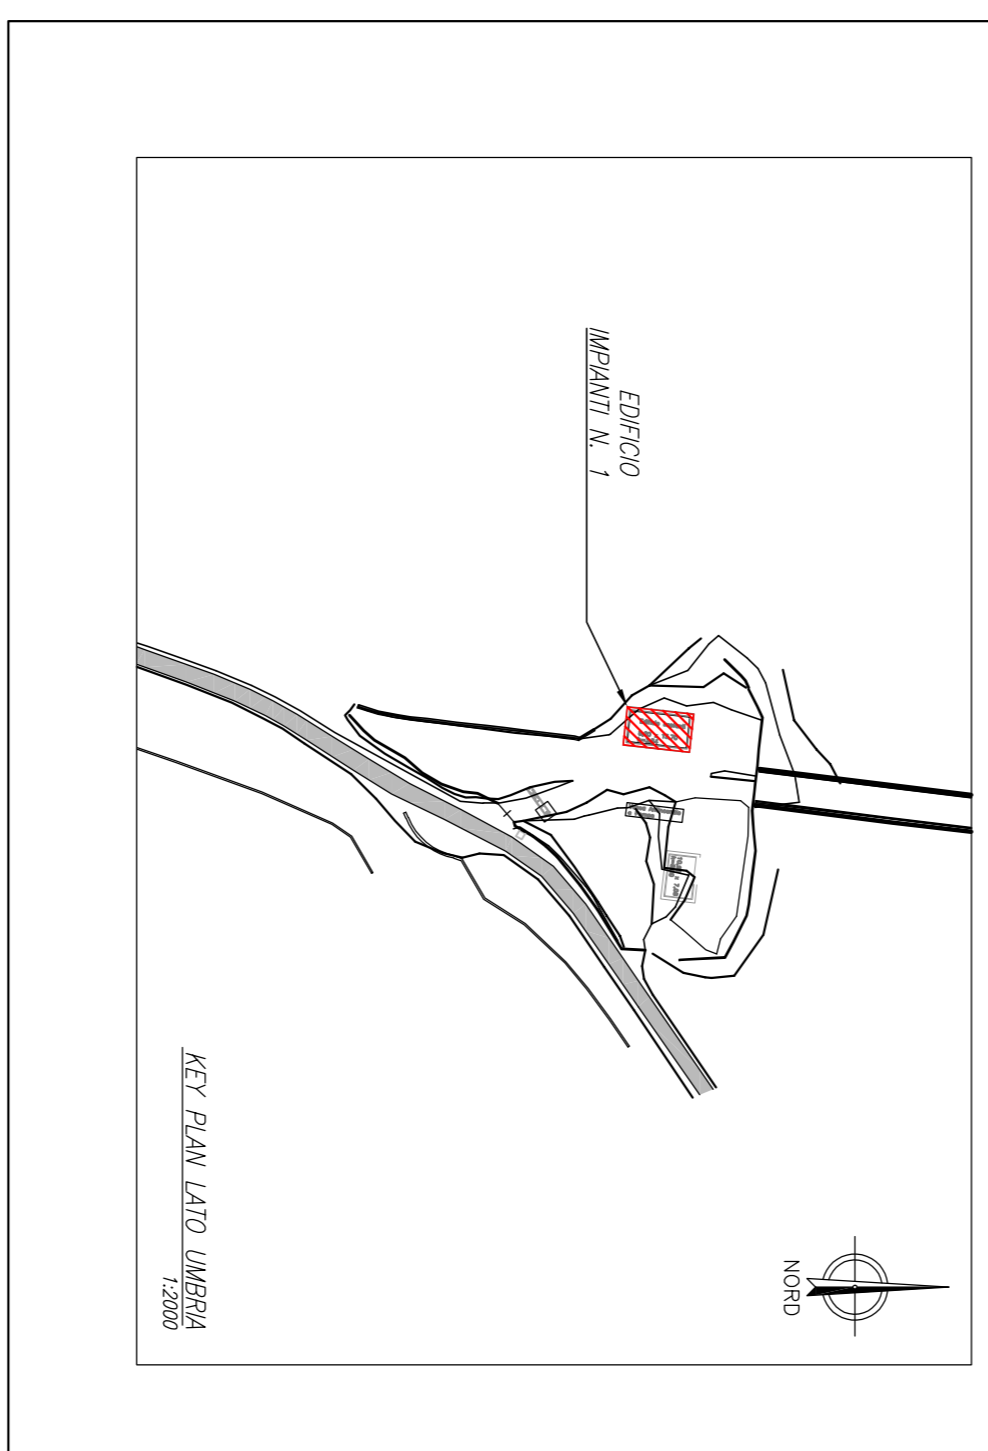 EDIFICIO
IMPIANTI N. 1
NORD
KEY PLAN LATO UMBRIA
1:2000